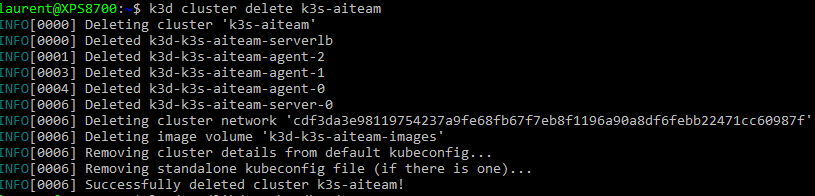 laurent@XPS8700:~$ k3d cluster delete k3s-aiteam
INFO[0000] Deleting cluster 'k3s-aiteam'
INFO[0000] Deleted k3d-k3s-aiteam-serverlb
INFO[0001] Deleted k3d-k3s-aiteam-agent-2
INFO[0003] Deleted k3d-k3s-aiteam-agent-1
INFO[0004] Deleted k3d-k3s-aiteam-agent-0
INFO[0006] Deleted k3d-k3s-aiteam-server-0
INFO[0006] Deleting cluster network 'cdf3da3e98119754237a9fe68fb67f7eb8f1196a90a8df6febb22471cc60987f'
INFO[0006] Deleting image volume 'k3d-k3s-aiteam-images'
INFO[0006] Removing cluster details from default kubeconfig...
INFO[0006] Removing standalone kubeconfig file (if there is one)...
INFO[0006] Successfully deleted cluster k3s-aiteam!